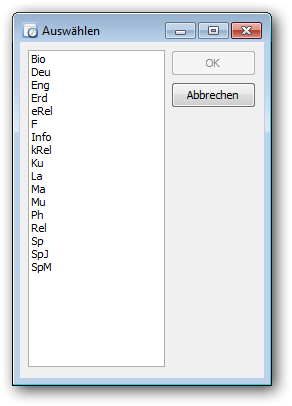 Auswählen
Bio
Deu
Eng
Erd
eRel
F
Info
kRel
Ku
La
Ma
Mu
Ph
Rel
Sp
SpJ
SpM
OK
Abbrechen